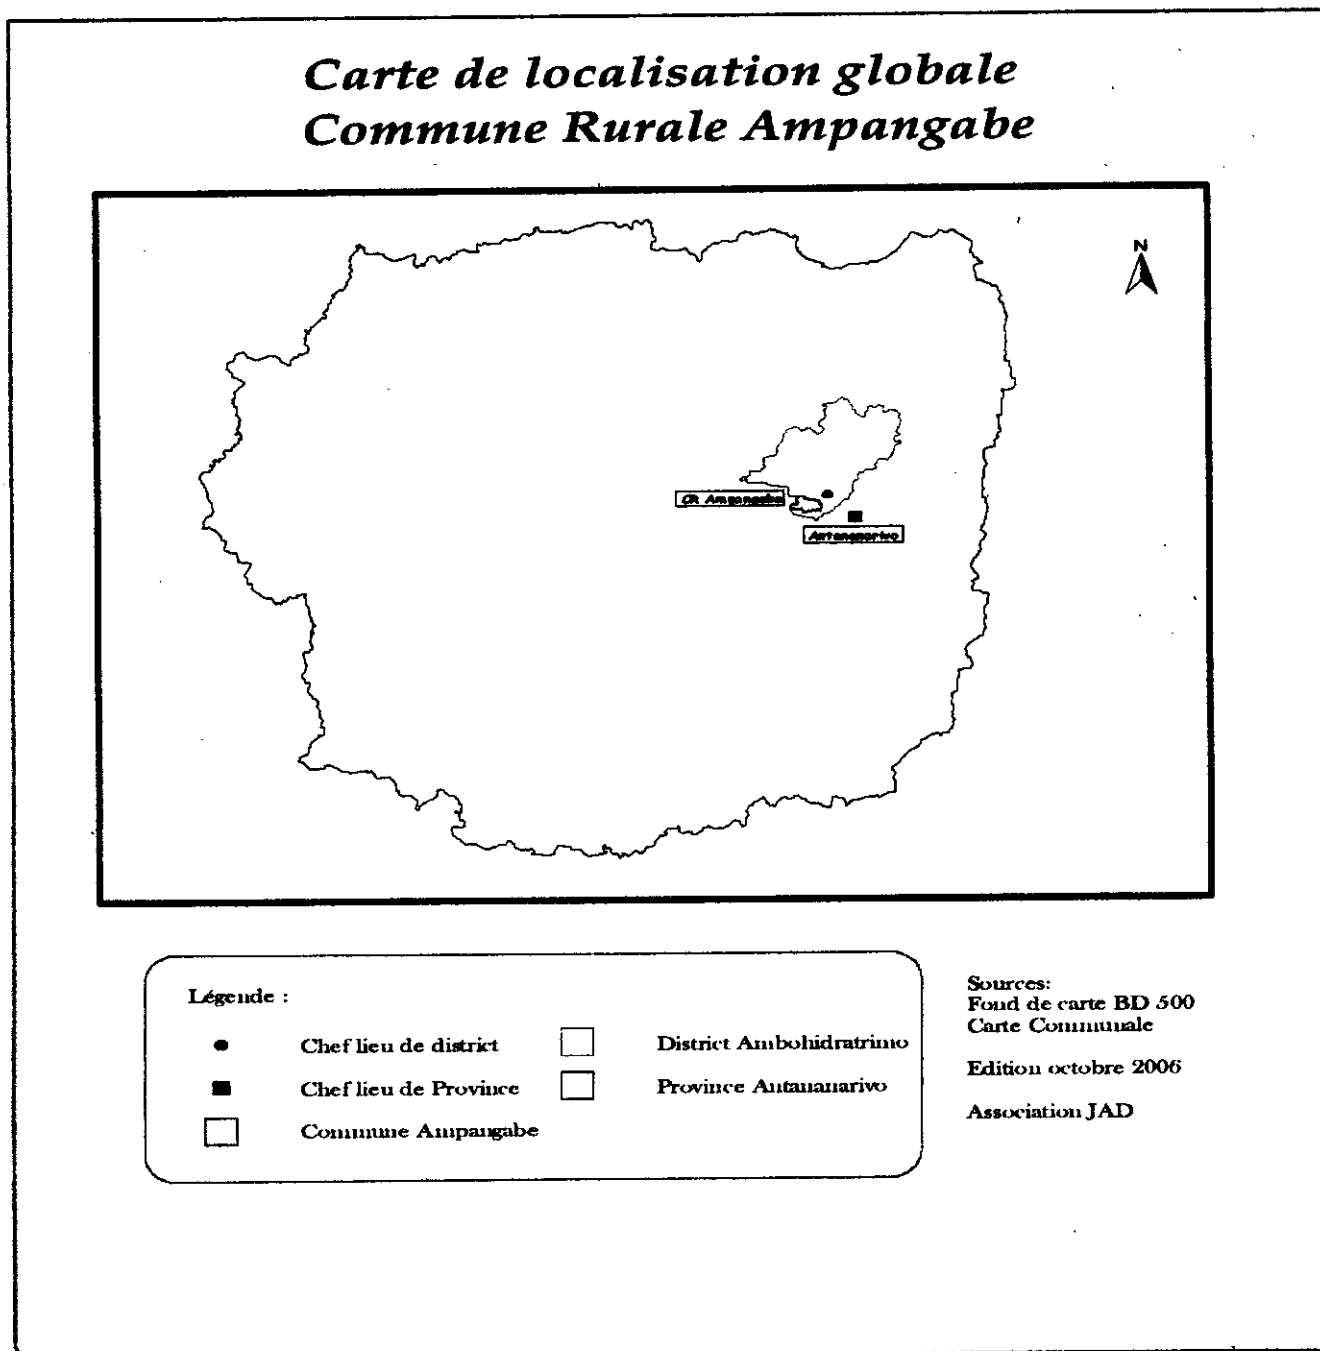 Carte de localisation globale
Commune Rurale Ampangabe
N
CR Ampangabe
Antananarivo
Légende :
Chef lieu de district
District Ambohidratrimo
Chef lieu de Province
Province Antananarivo
Commune Ampangabe
Sources:
Fond de carte BD 500
Carte Communale
Edition octobre 2006
Association JAD